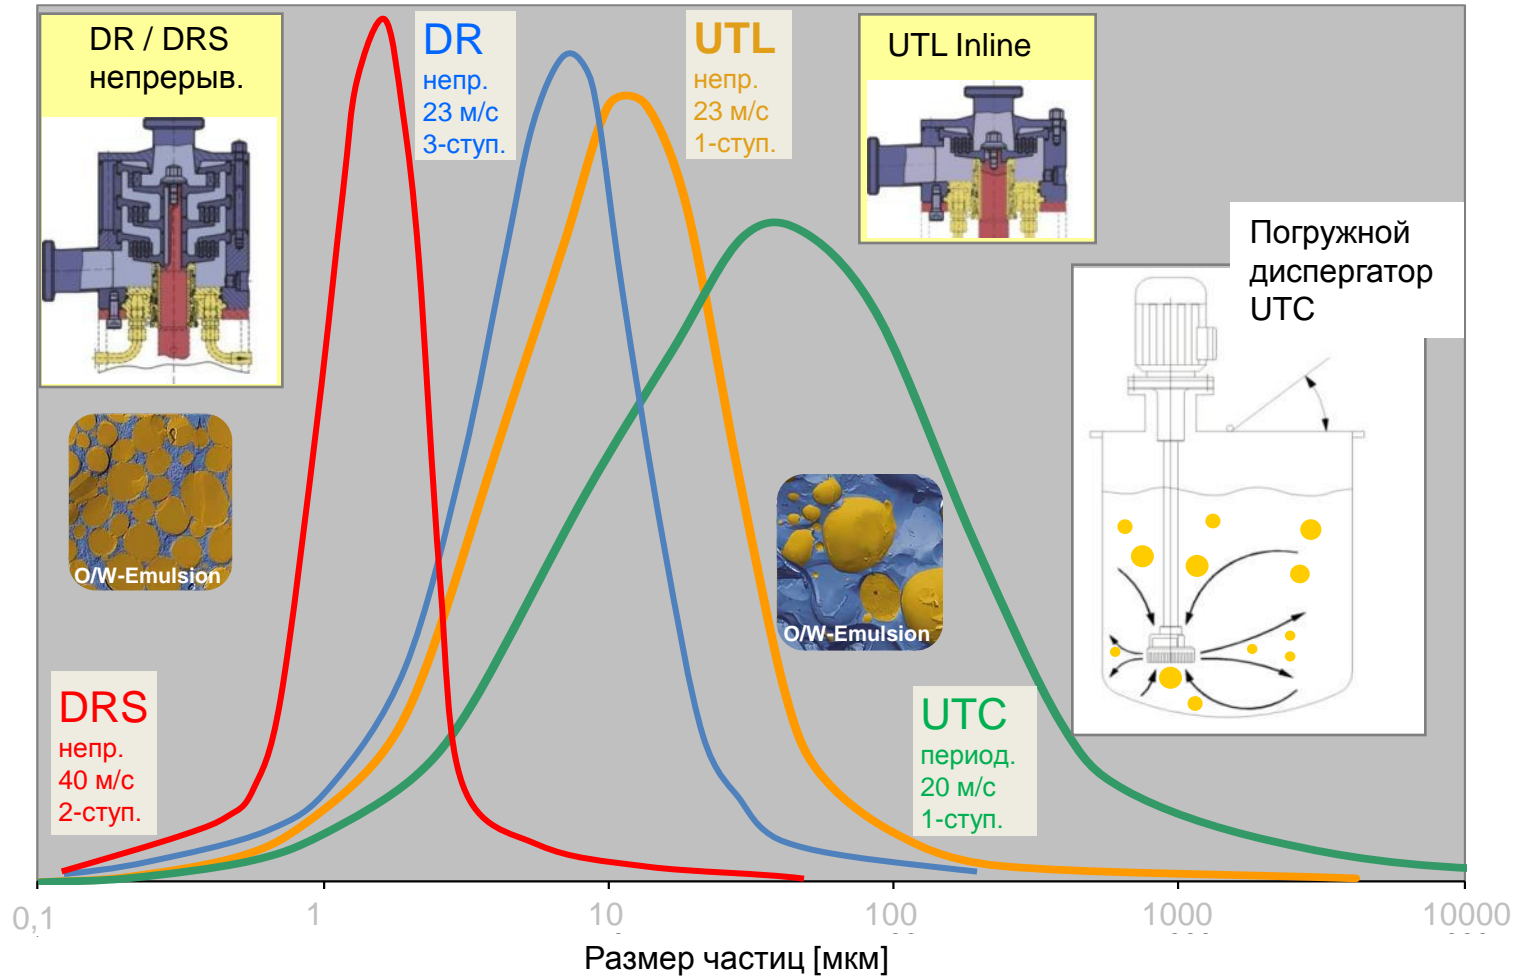 DR / DRS
непрерыв.
DR
непр.
23 м/с
3-ступ.
UTL
непр.
23 м/с
1-ступ.
UTL Inline
Погружной
диспергатор
UTC
O/W-Emulsion
O/W-Emulsion
DRS
непр.
40 м/с
2-ступ.
UTC
период.
20 м/с
1-ступ.
0,1
1
10
100
1000
10000
Размер частиц [мкм]